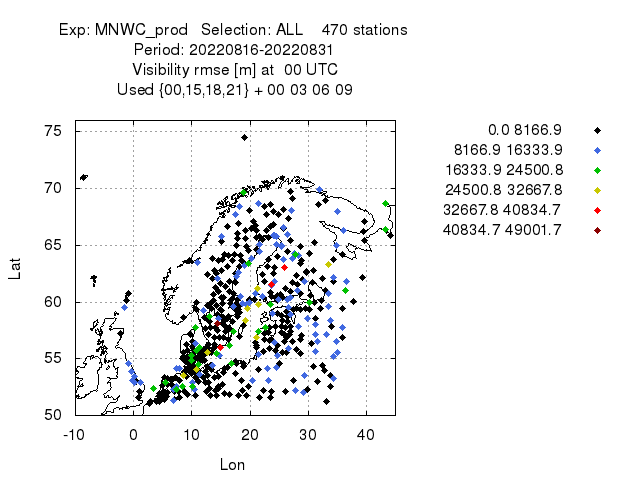 Exp: MNWC_prod   Selection: ALL    470 stations
Period: 20220816-20220831
Visibility rmse [m] at  00 UTC
Used {00,15,18,21} + 00 03 06 09
0.0 8166.9
8166.9 16333.9
16333.9 24500.8
24500.8 32667.8
32667.8 40834.7
40834.7 49001.7
75
70
65
60
55
50
Lat
-10 0 10 20 30 40
Lon